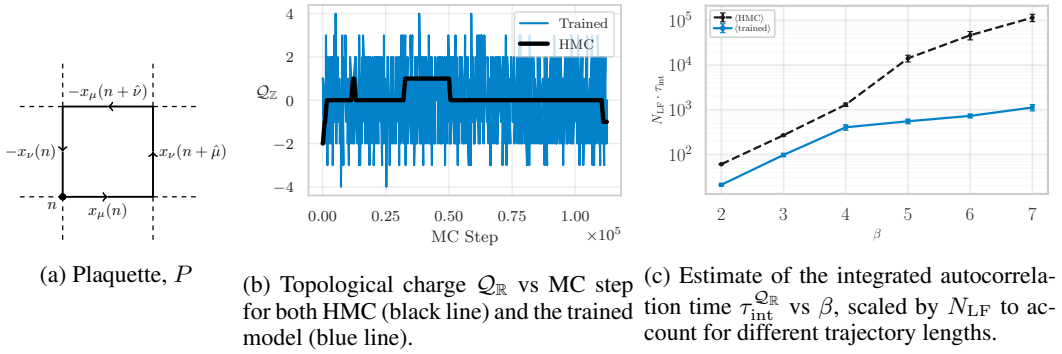 −x_μ(n + ν̂)
−x_ν(n)
x_ν(n + μ̂)
n
x_μ(n)
(a) Plaquette, P
4
2
0
−2
−4
𝒬_ℤ
Trained
HMC
0.00
0.25
0.50
0.75
1.00
MC Step
×10^5
(b) Topological charge 𝒬_ℝ vs MC step
for both HMC (black line) and the trained
model (blue line).
10^5
10^4
10^3
10^2
N_LF · τ_int
⟨HMC⟩
⟨trained⟩
2
3
4
5
6
7
β
(c) Estimate of the integrated autocorrela-
tion time τ_int^𝒬_ℝ vs β, scaled by N_LF to ac-
count for different trajectory lengths.